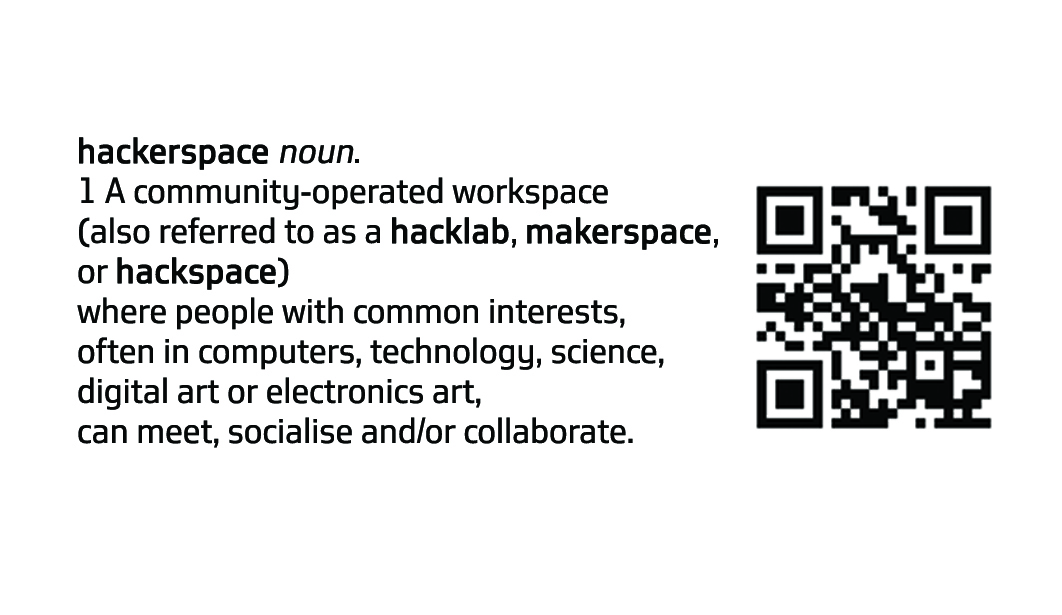 hackerspace noun.
1 A community-operated workspace
(also referred to as a hacklab, makerspace,
or hackspace)
where people with common interests,
often in computers, technology, science,
digital art or electronics art,
can meet, socialise and/or collaborate.